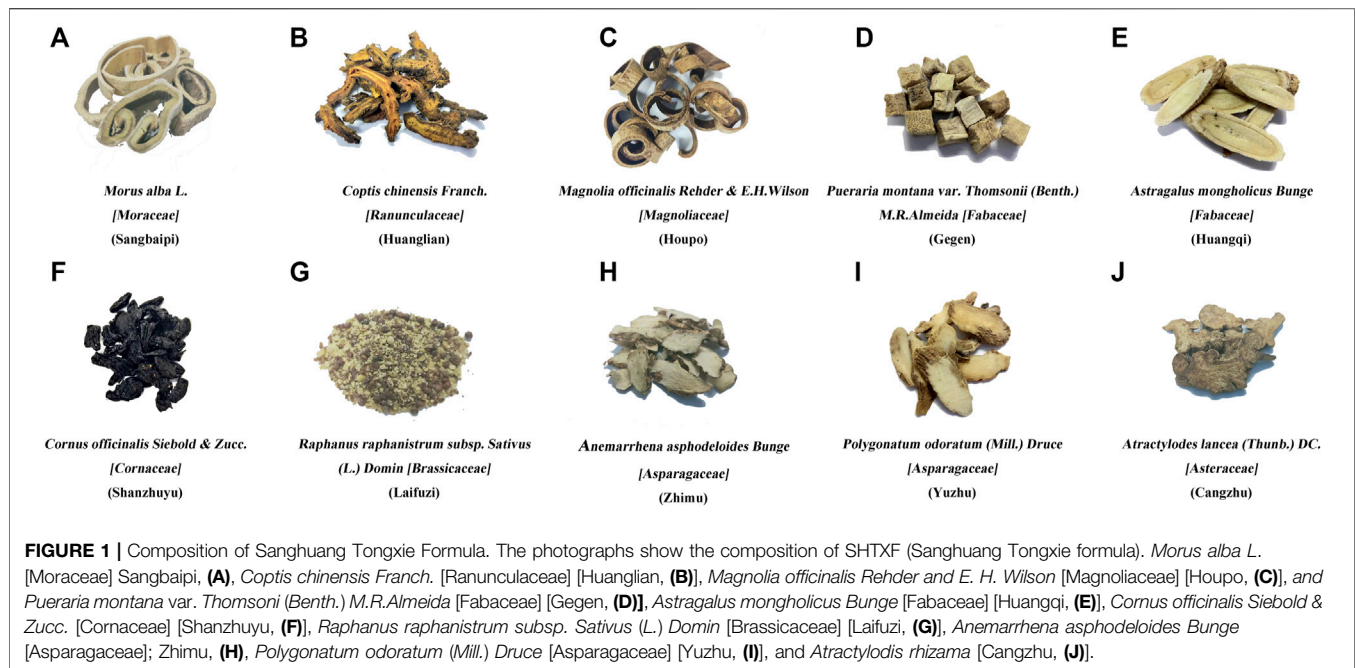 A
B
C
D
E
Morus alba L.
[Moraceae]
(Sangbaipi)
Coptis chinensis Franch.
[Ranunculaceae]
(Huanglian)
Magnolia officinalis Rehder & E.H.Wilson
[Magnoliaceae]
(Houpo)
Pueraria montana var. Thomsonii (Benth.)
M.R.Almeida [Fabaceae]
(Gegen)
Astragalus mongholicus Bunge
[Fabaceae]
(Huangqi)
F
G
H
I
J
Cornus officinalis Siebold & Zucc.
[Cornaceae]
(Shanzhuyu)
Raphanus raphanistrum subsp. Sativus
(L.) Domin [Brassicaceae]
(Laifuzi)
Anemarrhena asphodeloides Bunge
[Asparagaceae]
(Zhimu)
Polygonatum odoratum (Mill.) Druce
[Asparagaceae]
(Yuzhu)
Atractylodes lancea (Thunb.) DC.
[Asteraceae]
(Cangzhu)
FIGURE 1 | Composition of Sanghuang Tongxie Formula. The photographs show the composition of SHTXF (Sanghuang Tongxie formula). Morus alba L.
[Moraceae] Sangbaipi, (A), Coptis chinensis Franch. [Ranunculaceae] [Huanglian, (B)], Magnolia officinalis Rehder and E. H. Wilson [Magnoliaceae] [Houpo, (C)], and
Pueraria montana var. Thomsoni (Benth.) M.R.Almeida [Fabaceae] [Gegen, (D)], Astragalus mongholicus Bunge [Fabaceae] [Huangqi, (E)], Cornus officinalis Siebold &
Zucc. [Cornaceae] [Shanzhuyu, (F)], Raphanus raphanistrum subsp. Sativus (L.) Domin [Brassicaceae] [Laifuzi, (G)], Anemarrhena asphodeloides Bunge
[Asparagaceae]; Zhimu, (H), Polygonatum odoratum (Mill.) Druce [Asparagaceae] [Yuzhu, (I)], and Atractylodis rhizama [Cangzhu, (J)].